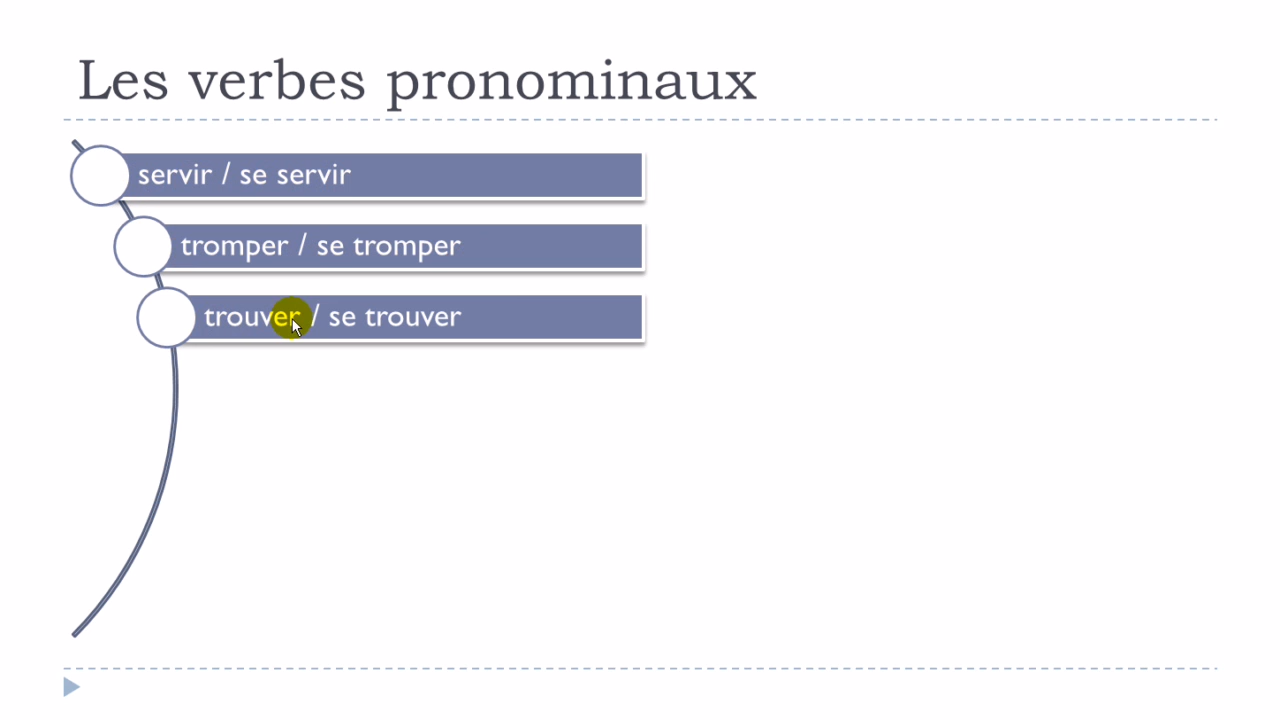 Les verbes pronominaux
servir / se servir
tromper / se tromper
trouver / se trouver